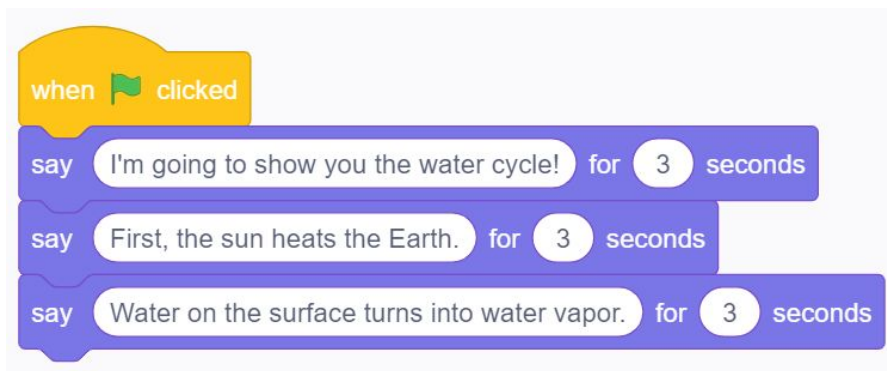 when clicked
say I'm going to show you the water cycle! for 3 seconds
say First, the sun heats the Earth. for 3 seconds
say Water on the surface turns into water vapor. for 3 seconds